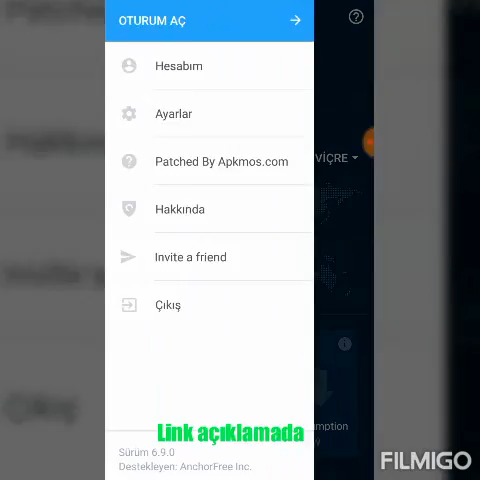 OTURUM AÇ
Hesabım
Ayarlar
Patched By Apkmos.com
VİÇRE
Hakkında
Invite a friend
Çıkış
mption
Link açıklamada
Sürüm 6.9.0
Destekleyen: AnchorFree Inc.
FILMIGO